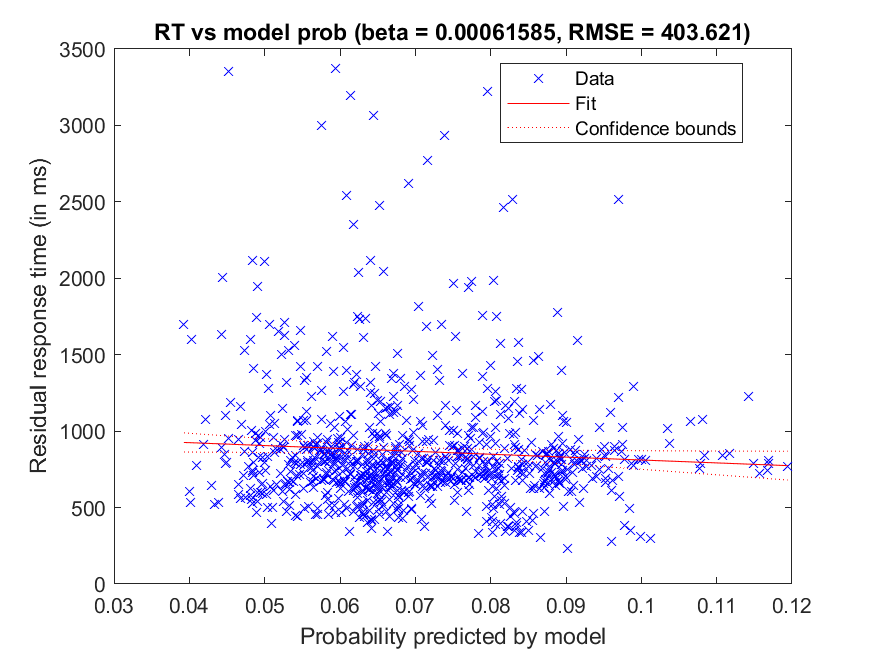 RT vs model prob (beta = 0.00061585, RMSE = 403.621)
3500
3000
2500
2000
1500
1000
500
0
Residual response time (in ms)
Data
Fit
Confidence bounds
0.03 0.04 0.05 0.06 0.07 0.08 0.09 0.1 0.11 0.12
Probability predicted by model